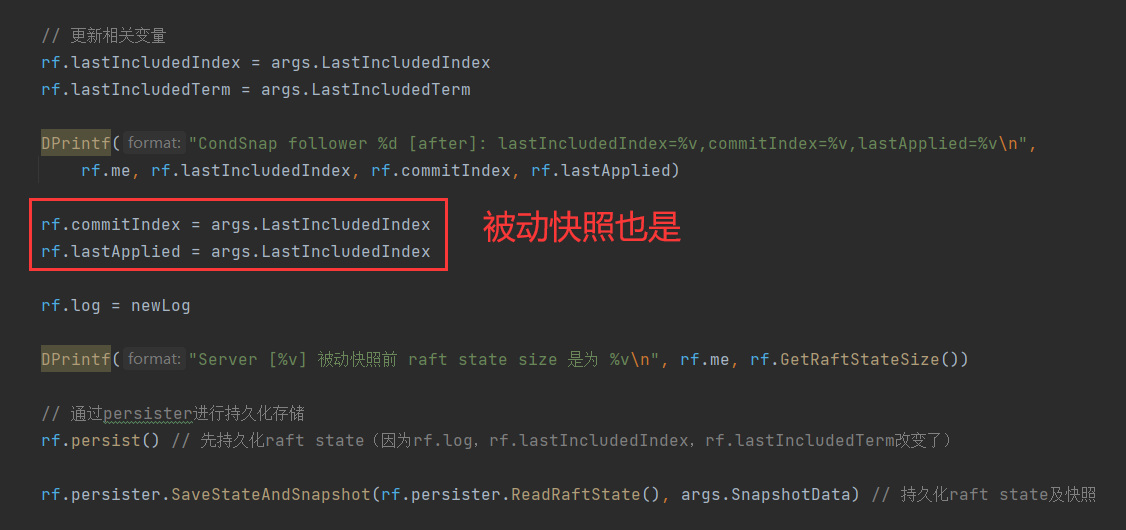 // 更新相关变量
rf.lastIncludedIndex = args.LastIncludedIndex
rf.lastIncludedTerm = args.LastIncludedTerm
DPrintf( format: "CondSnap follower %d [after]: lastIncludedIndex=%v,commitIndex=%v,lastApplied=%v\n",
rf.me, rf.lastIncludedIndex, rf.commitIndex, rf.lastApplied)
rf.commitIndex = args.LastIncludedIndex
rf.lastApplied = args.LastIncludedIndex
被动快照也是
rf.log = newLog
DPrintf( format: "Server [%v] 被动快照前 raft state size 是为 %v\n", rf.me, rf.GetRaftStateSize())
// 通过persister进行持久化存储
rf.persist() // 先持久化raft state（因为rf.log，rf.lastIncludedIndex，rf.lastIncludedTerm改变了）
rf.persister.SaveStateAndSnapshot(rf.persister.ReadRaftState(), args.SnapshotData) // 持久化raft state及快照